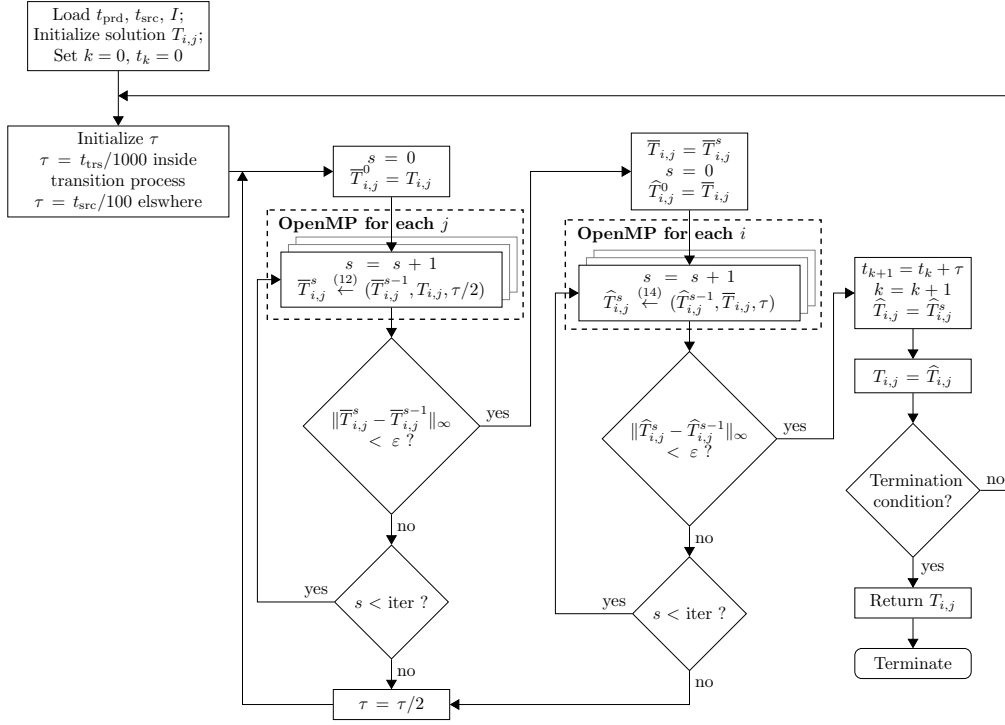 Load t_prd, t_src, I;
Initialize solution T_{i,j};
Set k = 0, t_k = 0
Initialize τ
τ = t_trs/1000 inside
transition process
τ = t_src/100 elswhere
s = 0
T̅^0_{i,j} = T_{i,j}
OpenMP for each j
s = s + 1
T̅^s_{i,j} ←(12) (T̅^{s-1}_{i,j}, T_{i,j}, τ/2)
‖T̅^s_{i,j} − T̅^{s-1}_{i,j}‖_∞
< ε ?
yes
no
s < iter ?
yes
no
τ = τ/2
T̅_{i,j} = T̅^s_{i,j}
s = 0
T̂^0_{i,j} = T̅_{i,j}
OpenMP for each i
s = s + 1
T̂^s_{i,j} ←(14) (T̂^{s-1}_{i,j}, T̅_{i,j}, τ)
‖T̂^s_{i,j} − T̂^{s-1}_{i,j}‖_∞
< ε ?
yes
no
s < iter ?
yes
no
t_{k+1} = t_k + τ
k = k + 1
T̂_{i,j} = T̂^s_{i,j}
T_{i,j} = T̂_{i,j}
Termination
condition?
no
yes
Return T_{i,j}
Terminate